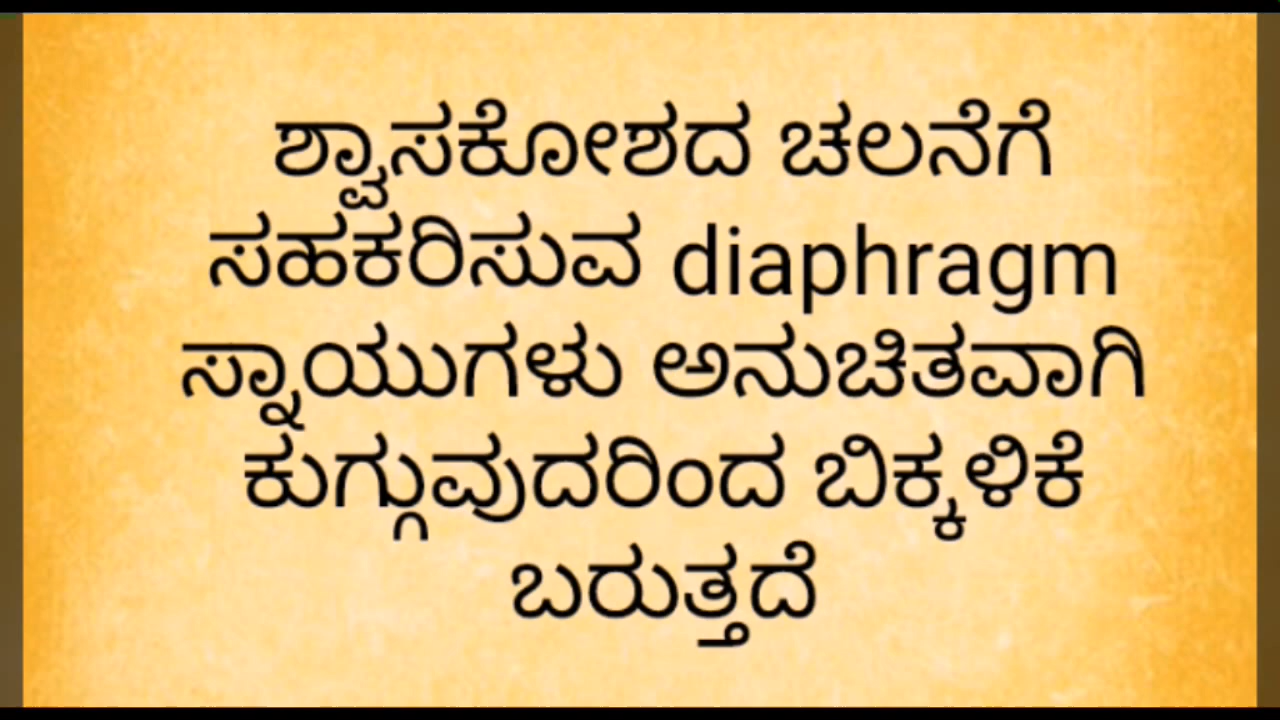 ಶ್ವಾಸಕೋಶದ ಚಲನೆಗೆ
ಸಹಕರಿಸುವ diaphragm
ಸ್ನಾಯುಗಳು ಅನುಚಿತವಾಗಿ
ಕುಗ್ಗುವುದರಿಂದ ಬಿಕ್ಕಳಿಕೆ
ಬರುತ್ತದೆ